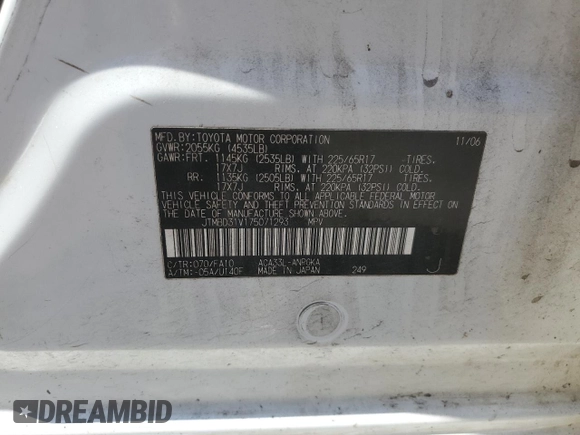 MFD.BY:TOYOTA MOTOR CORPORATION 11/06
GVWR:2055KG (4535LB)
GAWR:FRT. 1145KG (2535LB) WITH 225/65R17 TIRES.
17X7J RIMS. AT 220KPA (32PSI) COLD.
RR. 1135KG (2505LB) WITH 225/65R17 TIRES.
17X7J RIMS. AT 220KPA (32PSI) COLD.
THIS VEHICLE CONFORMS TO ALL APPLICABLE FEDERAL MOTOR
VEHICLE SAFETY AND THEFT PREVENTION STANDARDS IN EFFECT
ON THE DATE OF MANUFACTURE SHOWN ABOVE.
JTMBD31V175071293 MPV
C/TR:070/FA10 ACA33L-ANPGKA
A/TM:-05A/U140F MADE IN JAPAN 249 J
DREAMBID